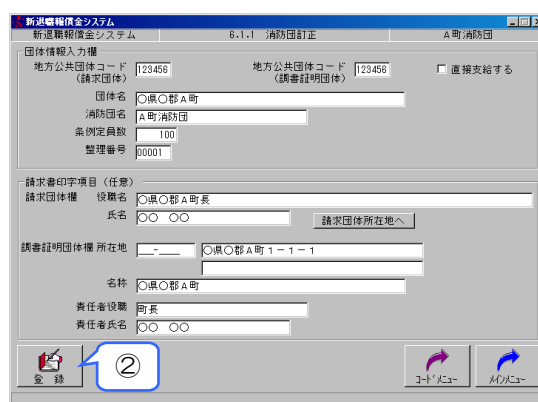 新退職報償金システム
新退職報償金システム 6.1.1 消防団訂正 A町消防団
団体情報入力欄
地方公共団体コード 123456 地方公共団体コード 123456 直接支給する
(請求団体) (調書証明団体)
団体名 ○県○郡A町
消防団名 A町消防団
条例定員数 100
整理番号 00001
請求書印字項目(任意)
請求団体欄 役職名 ○県○郡A町長
氏名 ○○ ○○ 請求団体所在地へ
調書証明団体欄 所在地 ___-____ ○県○郡A町1-1-1
名称 ○県○郡A町
責任者役職 町長
責任者氏名 ○○ ○○
②
登 録 コードメニュー メインメニュー